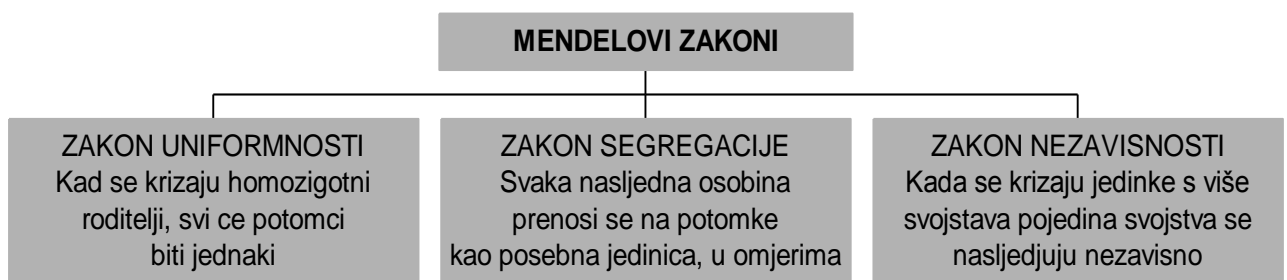 MENDELOVI ZAKONI
ZAKON UNIFORMNOSTI
Kad se krizaju homozigotni
roditelji, svi ce potomci
biti jednaki
ZAKON SEGREGACIJE
Svaka nasljedna osobina
prenosi se na potomke
kao posebna jedinica, u omjerima
ZAKON NEZAVISNOSTI
Kada se krizaju jedinke s više
svojstava pojedina svojstva se
nasljedjuju nezavisno